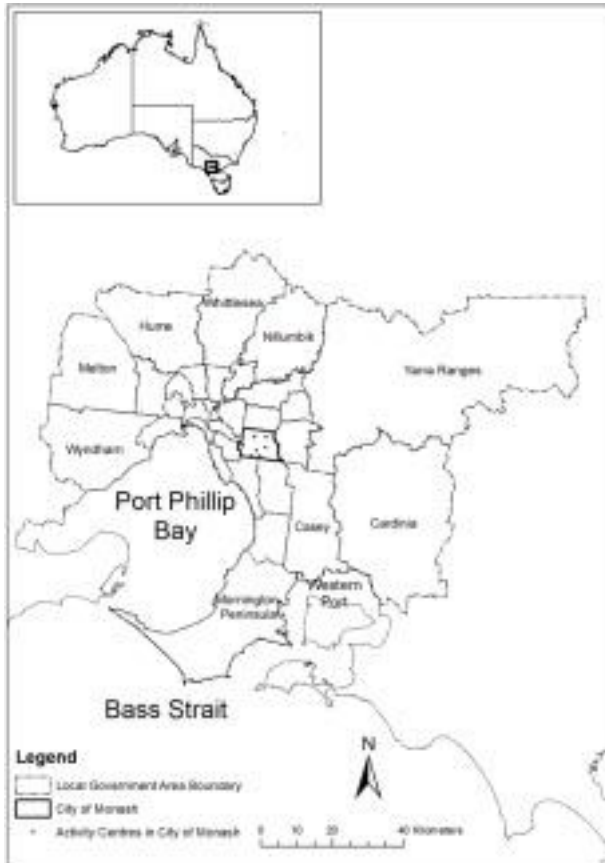 Whittlesea
Hume
Nillumbik
Melton
Yarra Ranges
Wyndham
Port Phillip
Bay
Casey
Cardinia
Western
Port
Mornington
Peninsula
Bass Strait
N
Legend
Local Government Area Boundary
City of Monash
Activity Centres in City of Monash
0 10 20 40 Kilometers